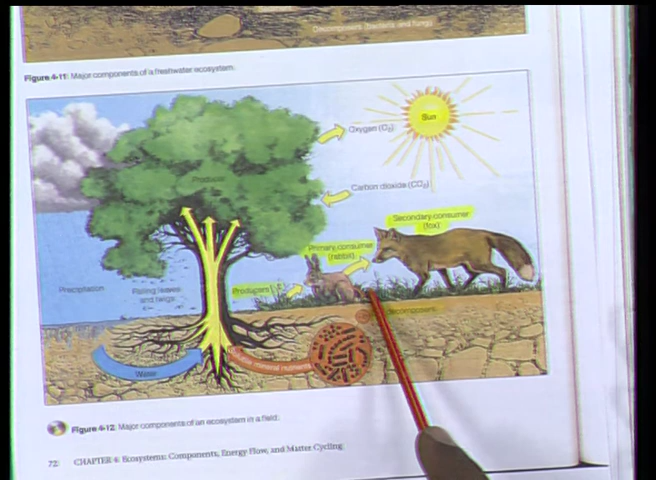 Decomposers (bacteria and fungi)
Figure 4-11 Major components of a freshwater ecosystem.
Sun
Oxygen (O₂)
Producer
Carbon dioxide (CO₂)
Secondary consumer
(fox)
Primary consumer
(rabbit)
Precipitation
Falling leaves
and twigs
Producers
decomposers
Water
mineral nutrients
Figure 4-12 Major components of an ecosystem in a field.
72 CHAPTER 4 Ecosystems: Components, Energy Flow, and Matter Cycling